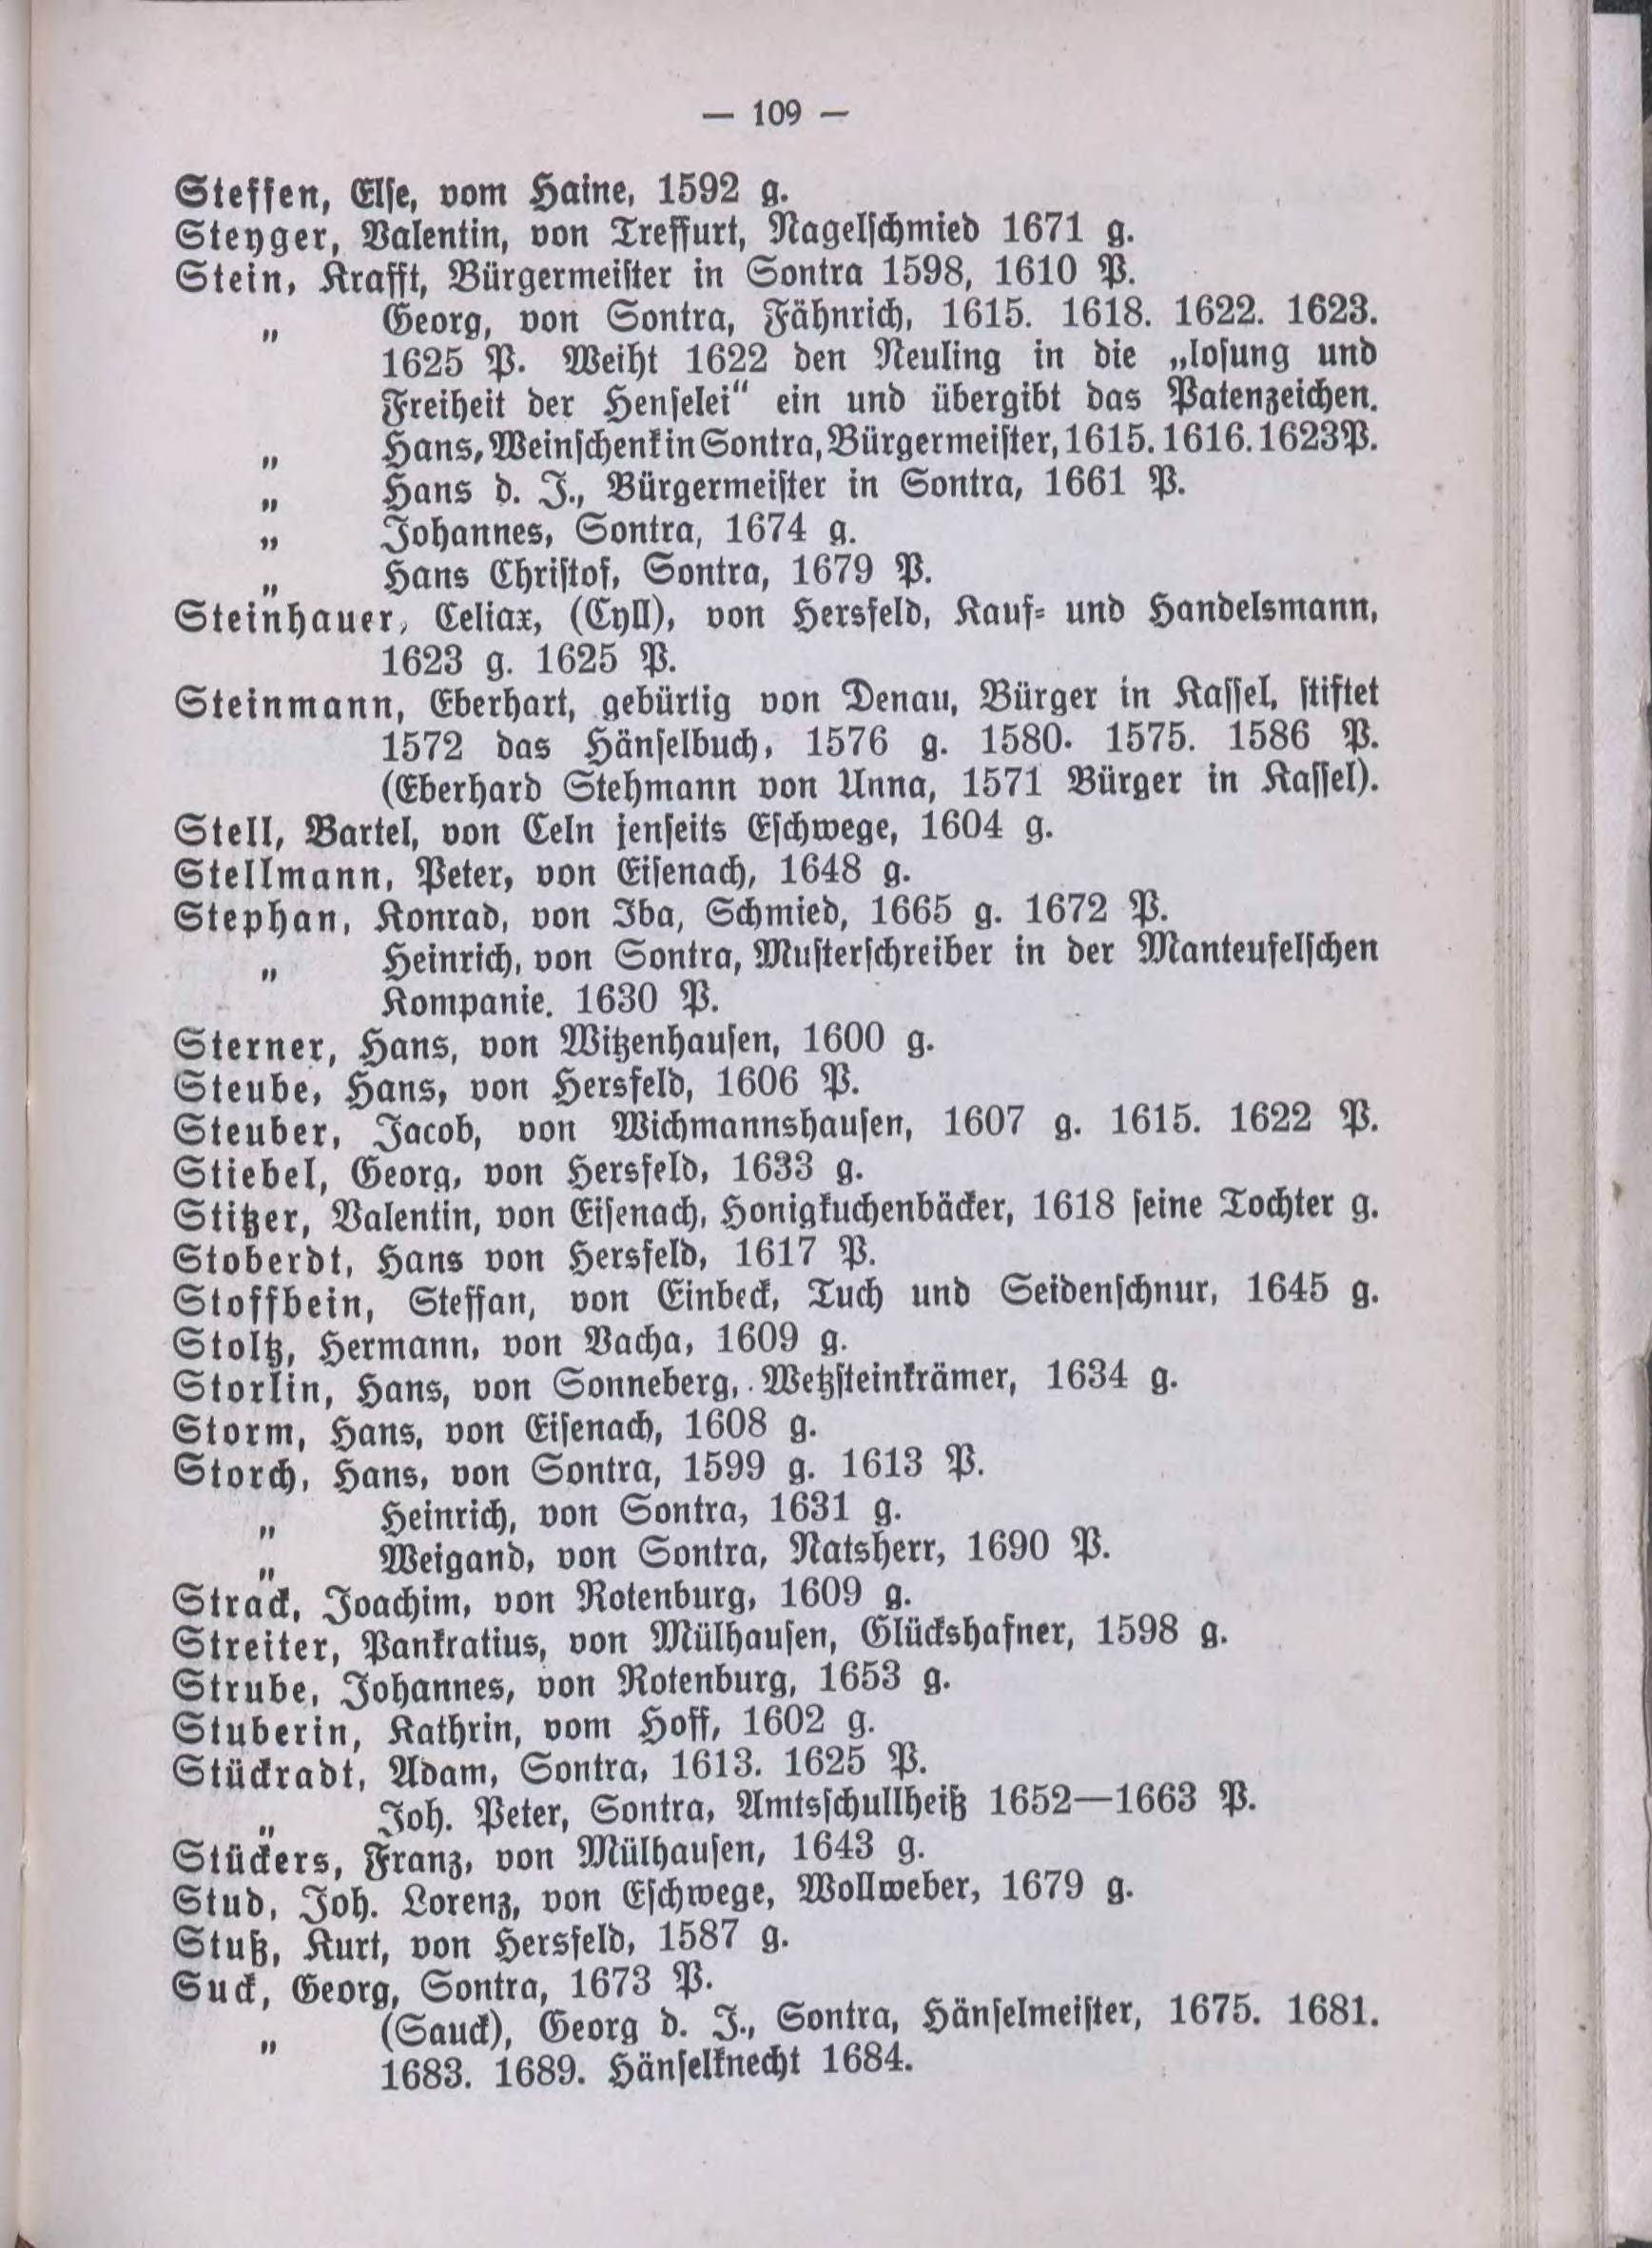 — 109 —
Steffen, Else, vom Haine, 1592 g.
Steyger, Valentin, von Treffurt, Nagelschmied 1671 g.
Stein, Krafft, Bürgermeister in Sontra 1598, 1610 P.
„ Georg, von Sontra, Fähnrich, 1615. 1618. 1622. 1623.
1625 P. Weiht 1622 den Neuling in die „losung und
Freiheit der Henselei“ ein und übergibt das Patenzeichen.
„ Hans, Weinschenk in Sontra, Bürgermeister, 1615. 1616. 1623 P.
„ Hans d. J., Bürgermeister in Sontra, 1661 P.
„ Johannes, Sontra, 1674 g.
„ Hans Christof, Sontra, 1679 P.
Steinhauer, Celiax, (Cyll), von Hersfeld, Kauf- und Handelsmann,
1623 g. 1625 P.
Steinmann, Eberhart, gebürtig von Denau, Bürger in Kassel, stiftet
1572 das Hänselbuch, 1576 g. 1580. 1575. 1586 P.
(Eberhard Stehmann von Unna, 1571 Bürger in Kassel).
Stell, Bartel, von Celn jenseits Eschwege, 1604 g.
Stellmann, Peter, von Eisenach, 1648 g.
Stephan, Konrad, von Iba, Schmied, 1665 g. 1672 P.
„ Heinrich, von Sontra, Musterschreiber in der Manteufelschen
Kompanie. 1630 P.
Sterner, Hans, von Witzenhausen, 1600 g.
Steube, Hans, von Hersfeld, 1606 P.
Steuber, Jacob, von Wichmannshausen, 1607 g. 1615. 1622 P.
Stiebel, Georg, von Hersfeld, 1633 g.
Stitzer, Valentin, von Eisenach, Honigkuchenbäcker, 1618 seine Tochter g.
Stoberdt, Hans von Hersfeld, 1617 P.
Stoffbein, Steffan, von Einbeck, Tuch und Seidenschnur, 1645 g.
Stoltz, Hermann, von Vacha, 1609 g.
Storlin, Hans, von Sonneberg, Wetzsteinkrämer, 1634 g.
Storm, Hans, von Eisenach, 1608 g.
Storch, Hans, von Sontra, 1599 g. 1613 P.
„ Heinrich, von Sontra, 1631 g.
„ Weigand, von Sontra, Natsherr, 1690 P.
Strack, Joachim, von Rotenburg, 1609 g.
Streiter, Pankratius, von Mülhausen, Glückshafner, 1598 g.
Strube, Johannes, von Rotenburg, 1653 g.
Stuberin, Kathrin, vom Hoff, 1602 g.
Stückradt, Adam, Sontra, 1613. 1625 P.
„ Joh. Peter, Sontra, Amtsschullheiß 1652—1663 P.
Stückers, Franz, von Mülhausen, 1643 g.
Stud, Joh. Lorenz, von Eschwege, Wollweber, 1679 g.
Stuß, Kurt, von Hersfeld, 1587 g.
Suck, Georg, Sontra, 1673 P.
„ (Sauck), Georg d. J., Sontra, Hänselmeister, 1675. 1681.
1683. 1689. Hänselknecht 1684.